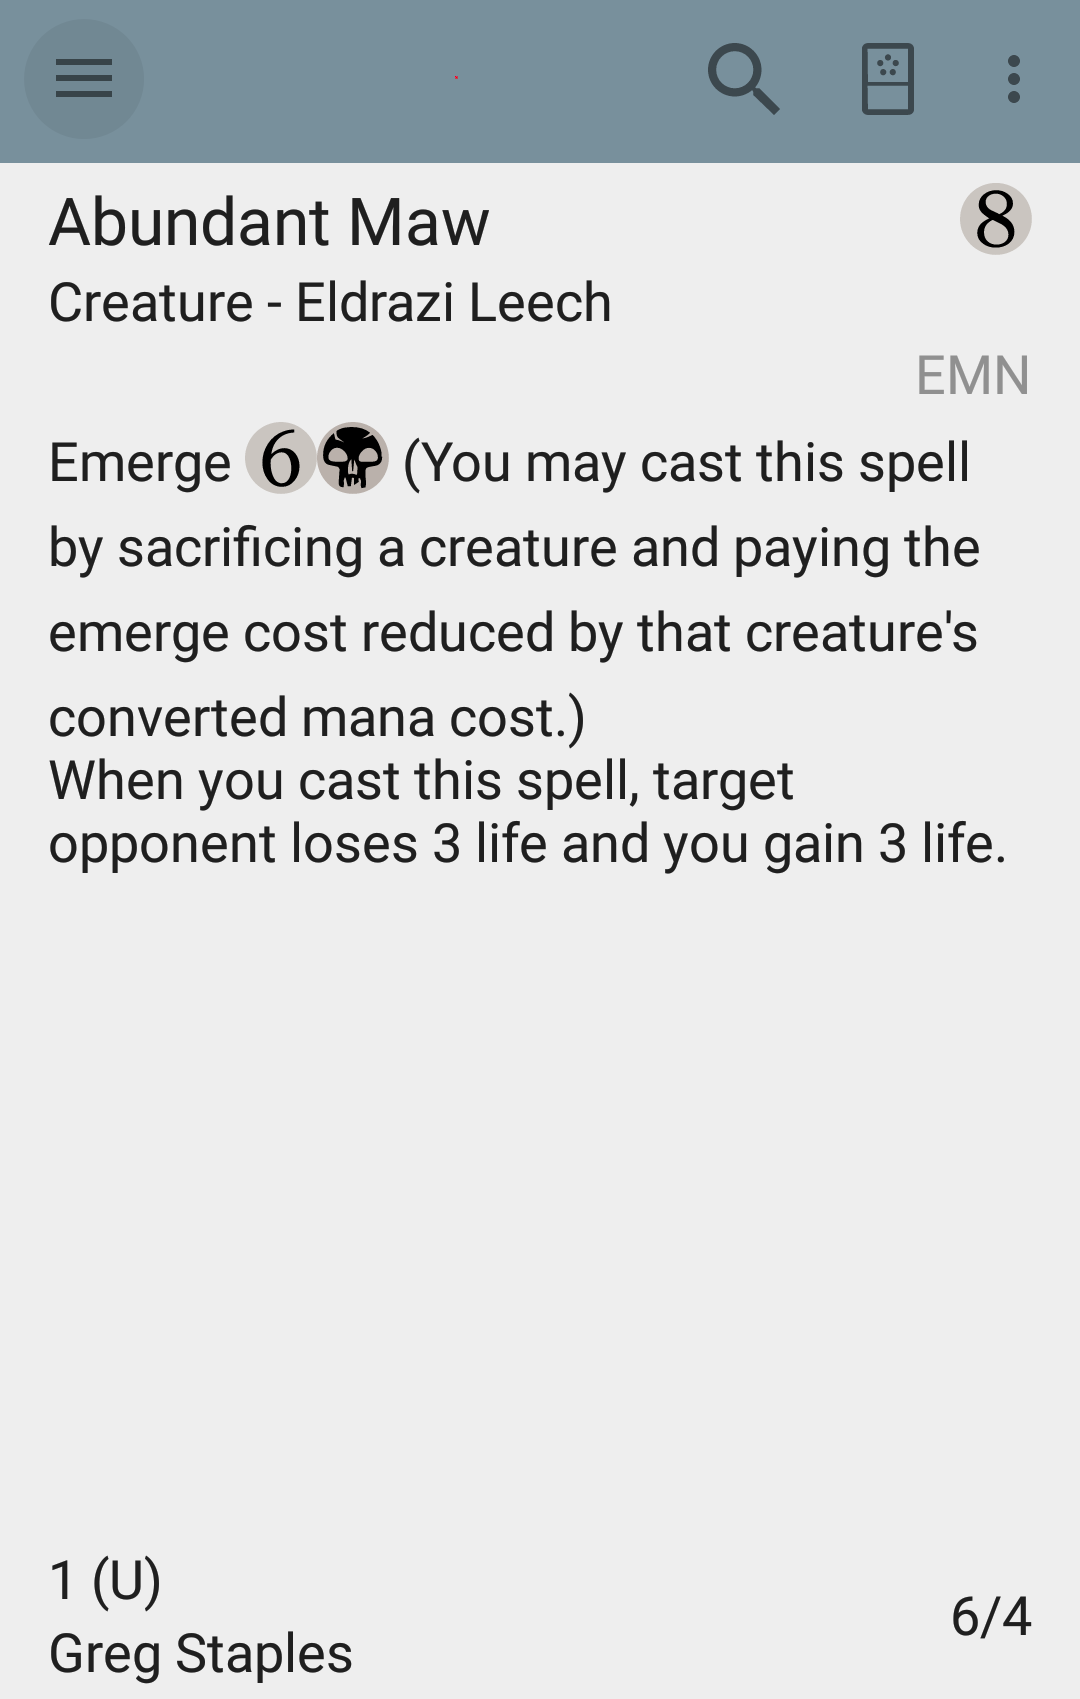 Abundant Maw 8
Creature - Eldrazi Leech
EMN
Emerge 6 (You may cast this spell
by sacrificing a creature and paying the
emerge cost reduced by that creature's
converted mana cost.)
When you cast this spell, target
opponent loses 3 life and you gain 3 life.
1 (U)
6/4
Greg Staples